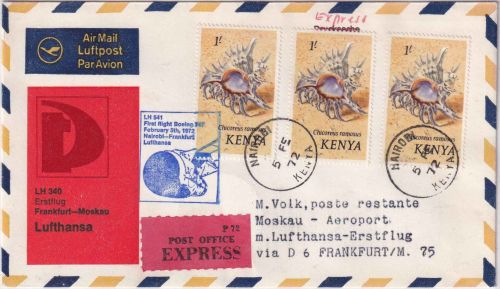 Air Mail
Luftpost
Par Avion
Express
1/-
Chicoreus ramosus
KENYA
1/-
Chicoreus ramosus
KENYA
1/-
Chicoreus ramosus
KENYA
LH 541
First flight Boeing 747
February 5th, 1972
Nairobi-Frankfurt
Lufthansa
NAIROBI
5 FE
72
KENYA
NAIROBI
5 FE
72
KENYA
LH 340
Erstflug
Frankfurt-Moskau
Lufthansa
P 72
POST OFFICE
EXPRESS
M.Volk,poste restante
Moskau - Aeroport
m.Lufthansa-Erstflug
via D 6 FRANKFURT/M. 75